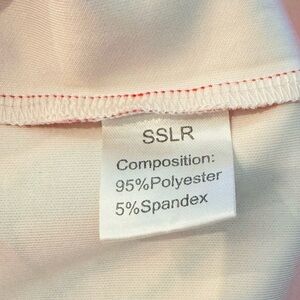 SSLR
Composition:
95%Polyester
5%Spandex